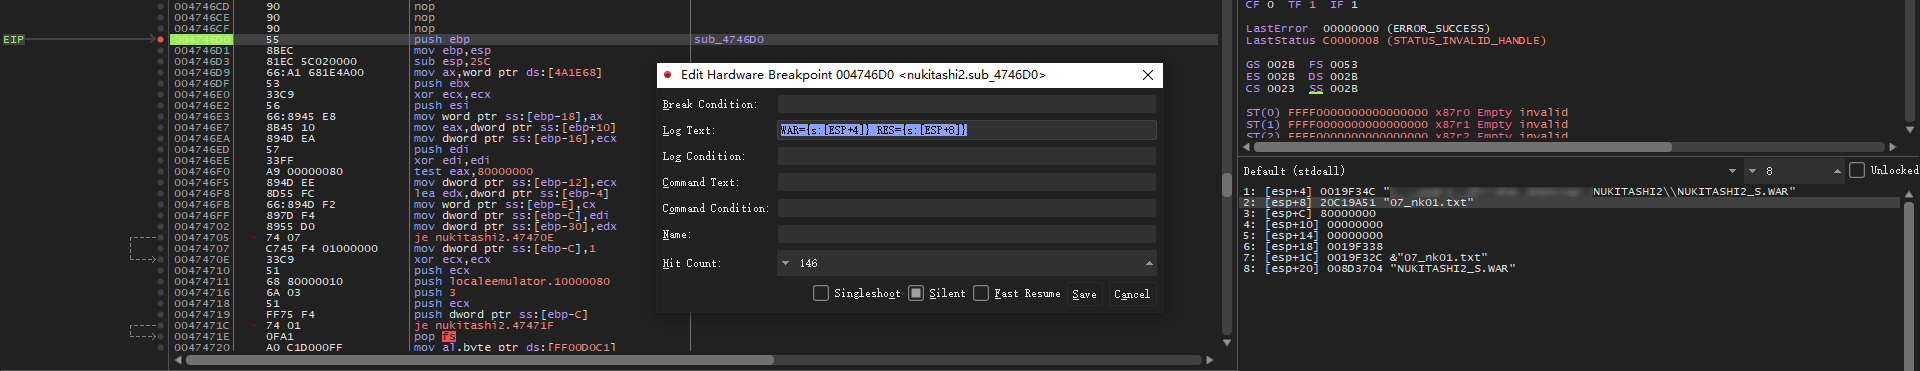 004746CD 90 nop
004746CE 90 nop
004746CF 90 nop
EIP 004746D0 55 push ebp sub_4746D0
004746D1 8BEC mov ebp,esp
004746D3 81EC 5C020000 sub esp,25C
004746D9 66:A1 681E4A00 mov ax,word ptr ds:[4A1E68]
004746DF 53 push ebx
004746E0 33C9 xor ecx,ecx
004746E2 56 push esi
004746E3 66:8945 E8 mov word ptr ss:[ebp-18],ax
004746E7 8B45 10 mov eax,dword ptr ss:[ebp+10]
004746EA 894D EA mov dword ptr ss:[ebp-16],ecx
004746ED 57 push edi
004746EE 33FF xor edi,edi
004746F0 A9 00000080 test eax,80000000
004746F5 894D EE mov dword ptr ss:[ebp-12],ecx
004746F8 8D55 FC lea edx,dword ptr ss:[ebp-4]
004746FB 66:894D F2 mov word ptr ss:[ebp-E],cx
004746FF 897D F4 mov dword ptr ss:[ebp-C],edi
00474702 8955 D0 mov dword ptr ss:[ebp-30],edx
00474705 74 07 je nukitashi2.47470E
00474707 C745 F4 01000000 mov dword ptr ss:[ebp-C],1
0047470E 33C9 xor ecx,ecx
00474710 51 push ecx
00474711 68 80000010 push localeemulator.10000080
00474716 6A 03 push 3
00474718 51 push ecx
00474719 FF75 F4 push dword ptr ss:[ebp-C]
0047471C 74 01 je nukitashi2.47471F
0047471E 0FA1 pop fs
00474720 A0 C1D000FF mov al,byte ptr ds:[FF00D0C1]
Edit Hardware Breakpoint 004746D0 <nukitashi2.sub_4746D0>
Break Condition:
Log Text: WAR={s:[ESP+4]} RES={s:[ESP+8]}
Log Condition:
Command Text:
Command Condition:
Name:
Hit Count: 146
Singleshoot Silent Fast Resume Save Cancel
CF 0 TF 1 IF 1
LastError 00000000 (ERROR_SUCCESS)
LastStatus C0000008 (STATUS_INVALID_HANDLE)
GS 002B FS 0053
ES 002B DS 002B
CS 0023 SS 002B
ST(0) FFFF00000000000000000 x87r0 Empty invalid
ST(1) FFFF00000000000000000 x87r1 Empty invalid
ST(2) FFFF00000000000000000 x87r2 Empty invalid
Default (stdcall) 8 Unlocked
1: [esp+4] 0019F34C " NUKITASHI2\\NUKITASHI2_S.WAR"
2: [esp+8] 20C19A51 "07_nk01.txt"
3: [esp+C] 80000000
4: [esp+10] 00000000
5: [esp+14] 00000000
6: [esp+18] 0019F338
7: [esp+1C] 0019F32C &"07_nk01.txt"
8: [esp+20] 008D3704 "NUKITASHI2_S.WAR"